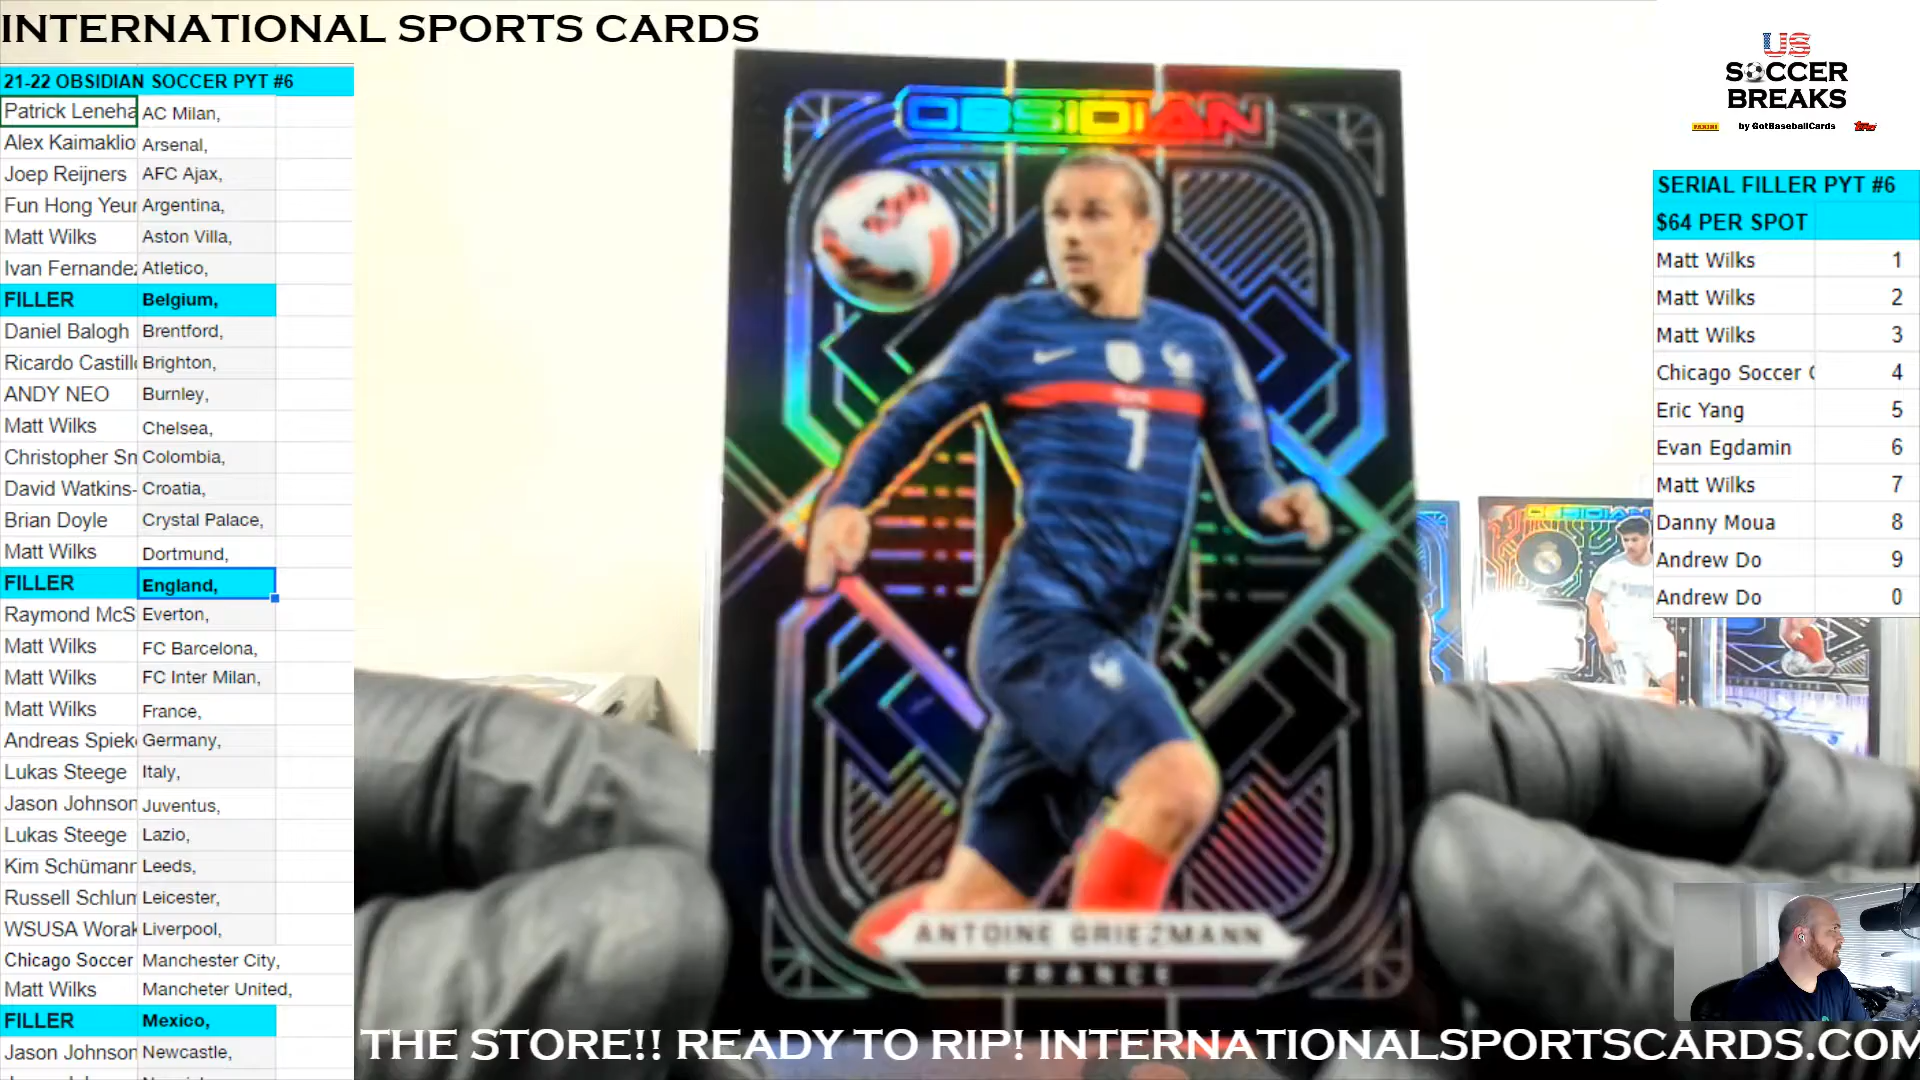 INTERNATIONAL SPORTS CARDS
21-22 OBSIDIAN SOCCER PYT #6
Patrick Leneha AC Milan,
Alex Kaimaklio Arsenal,
Joep Reijners AFC Ajax,
Fun Hong Yeu Argentina,
Matt Wilks Aston Villa,
Ivan Fernande Atletico,
FILLER Belgium,
Daniel Balogh Brentford,
Ricardo Castill Brighton,
ANDY NEO Burnley,
Matt Wilks Chelsea,
Christopher Sn Colombia,
David Watkins- Croatia,
Brian Doyle Crystal Palace,
Matt Wilks Dortmund,
FILLER England,
Raymond McS Everton,
Matt Wilks FC Barcelona,
Matt Wilks FC Inter Milan,
Matt Wilks France,
Andreas Spiek Germany,
Lukas Steege Italy,
Jason Johnson Juventus,
Lukas Steege Lazio,
Kim Schümann Leeds,
Russell Schlum Leicester,
WSUSA Worak Liverpool,
Chicago Soccer Manchester City,
Matt Wilks Mancheter United,
FILLER Mexico,
Jason Johnson Newcastle,
OBSIDIAN
7
ANTOINE GRIEZMANN
FRANCE
OBSIDIAN
US
SOCCER
BREAKS
PANINI by GotBaseballCards Topps
SERIAL FILLER PYT #6
$64 PER SPOT
Matt Wilks 1
Matt Wilks 2
Matt Wilks 3
Chicago Soccer 4
Eric Yang 5
Evan Egdamin 6
Matt Wilks 7
Danny Moua 8
Andrew Do 9
Andrew Do 0
THE STORE!! READY TO RIP! INTERNATIONALSPORTSCARDS.COM